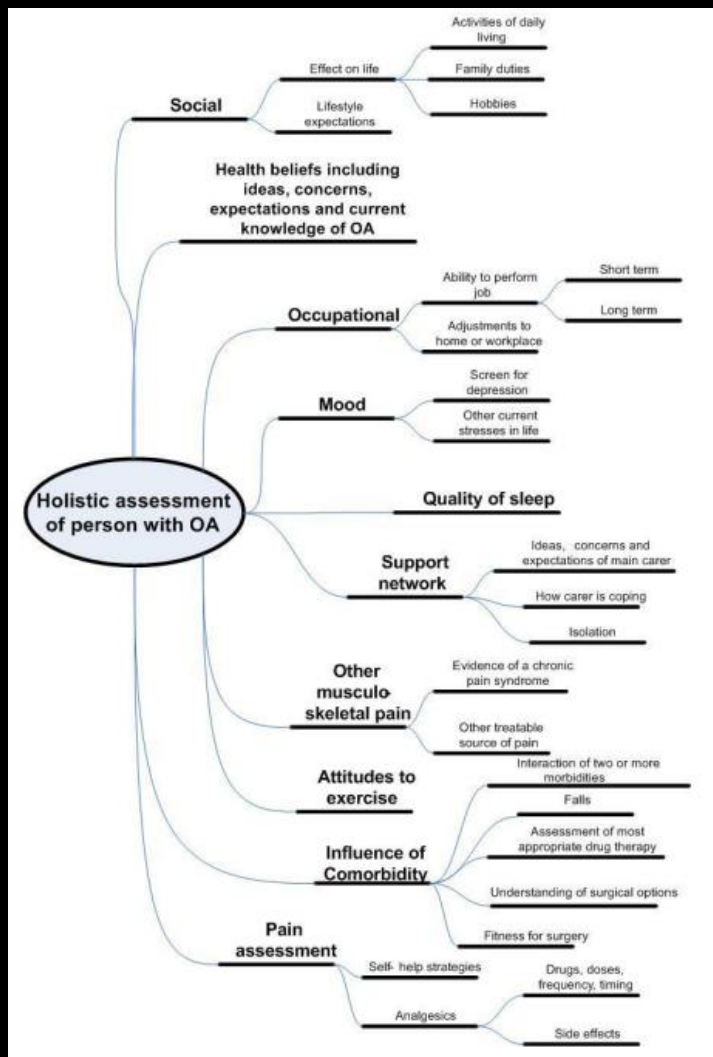 Activities of daily
living
Effect on life
Family duties
Social
Lifestyle
expectations
Hobbies
Health beliefs including
ideas, concerns,
expectations and current
knowledge of OA
Ability to perform
job
Short term
Long term
Occupational
Adjustments to
home or workplace
Screen for
depression
Mood
Other current
stresses in life
Holistic assessment
of person with OA
Quality of sleep
Support
network
Ideas, concerns and
expectations of main carer
How carer is coping
Isolation
Other
musculo-
skeletal pain
Evidence of a chronic
pain syndrome
Other treatable
source of pain
Attitudes to
exercise
Influence of
Comorbidity
Interaction of two or more
morbidities
Falls
Assessment of most
appropriate drug therapy
Understanding of surgical options
Fitness for surgery
Pain
assessment
Self- help strategies
Analgesics
Drugs, doses,
frequency, timing
Side effects